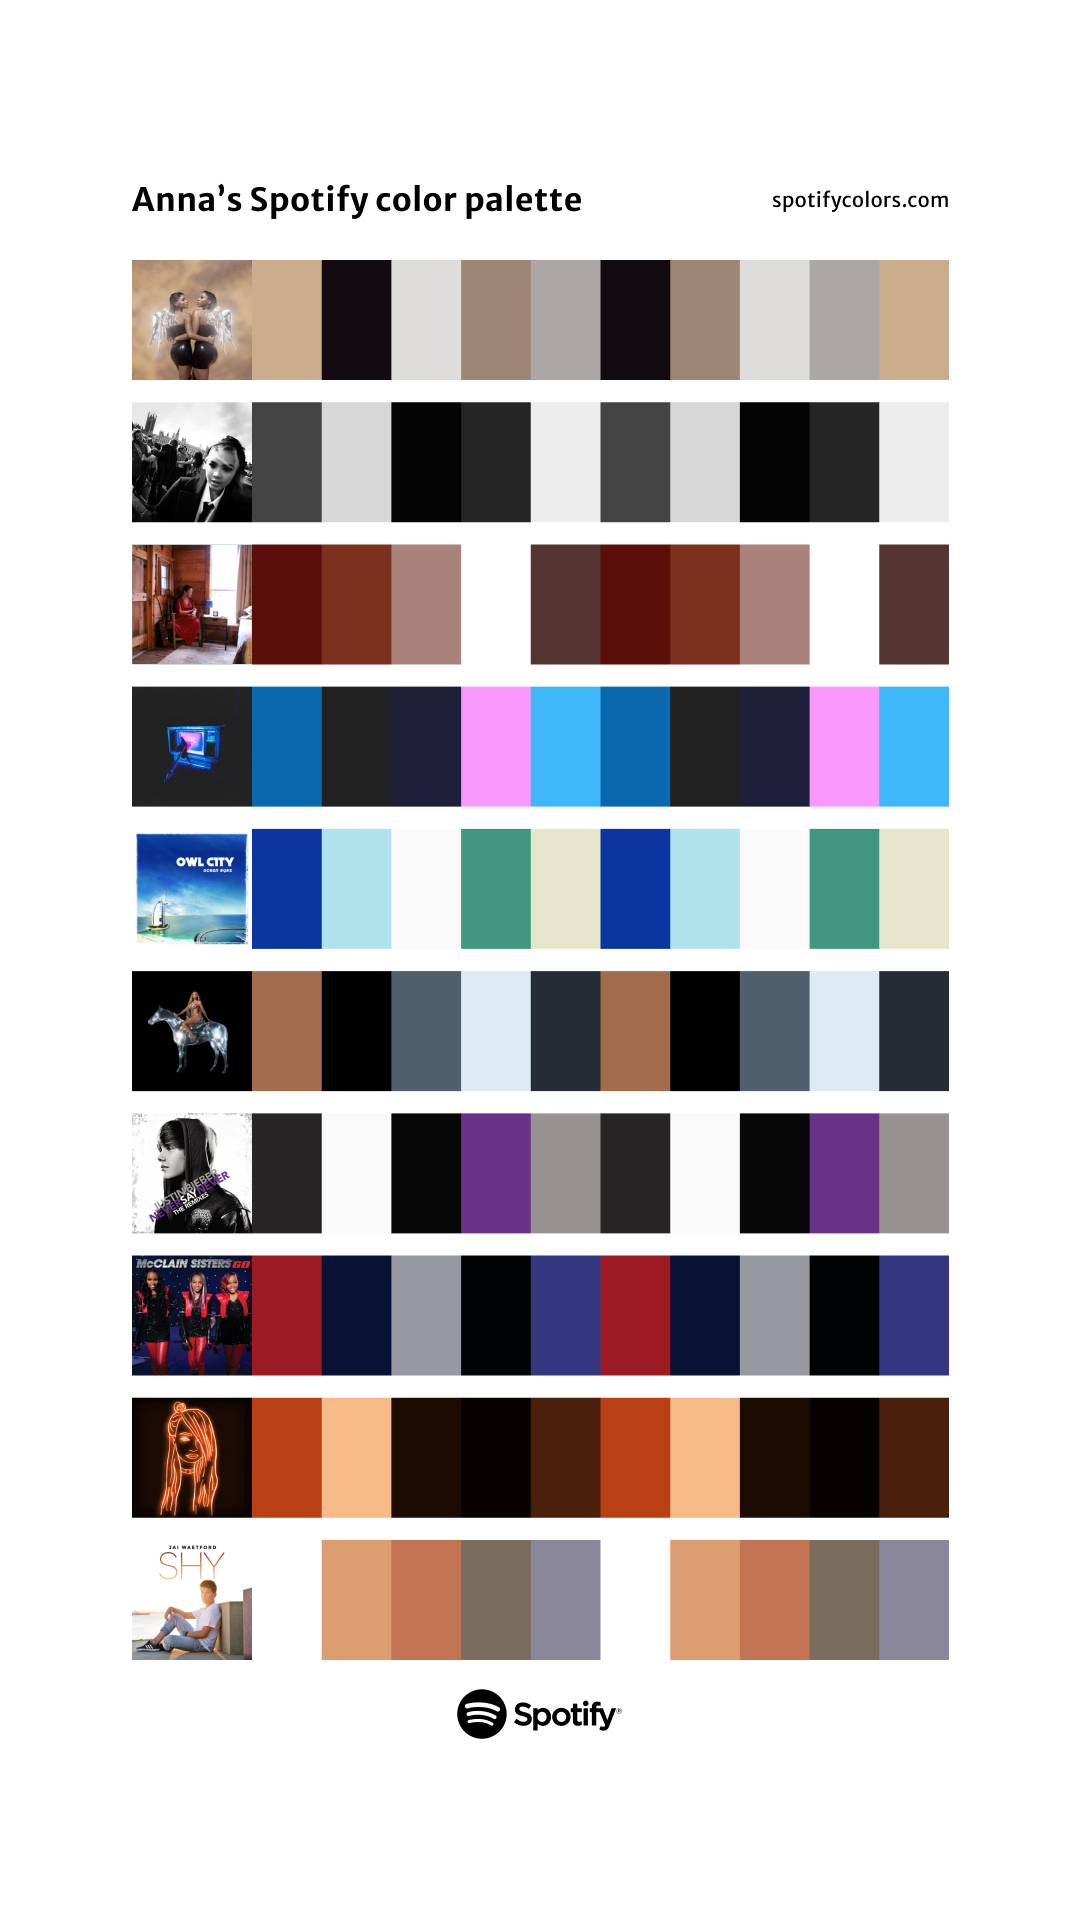 Anna’s Spotify color palette
spotifycolors.com
OWL CITY
ocean eyes
JUSTIN BIEBER
NEVER SAY NEVER
THE REMIXES
McCLAIN SISTERS GO
JAI WAETFORD
SHY
Spotify®